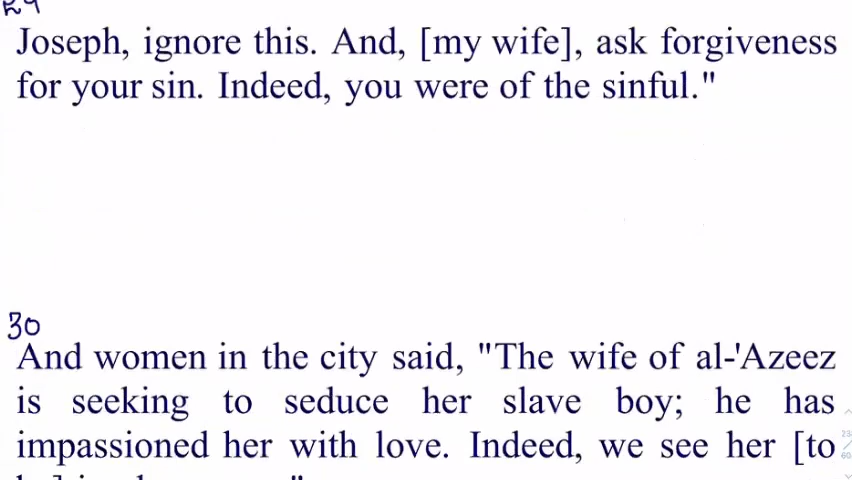 29
Joseph, ignore this. And, [my wife], ask forgiveness
for your sin. Indeed, you were of the sinful."
30
And women in the city said, "The wife of al-'Azeez
is seeking to seduce her slave boy; he has
impassioned her with love. Indeed, we see her [to